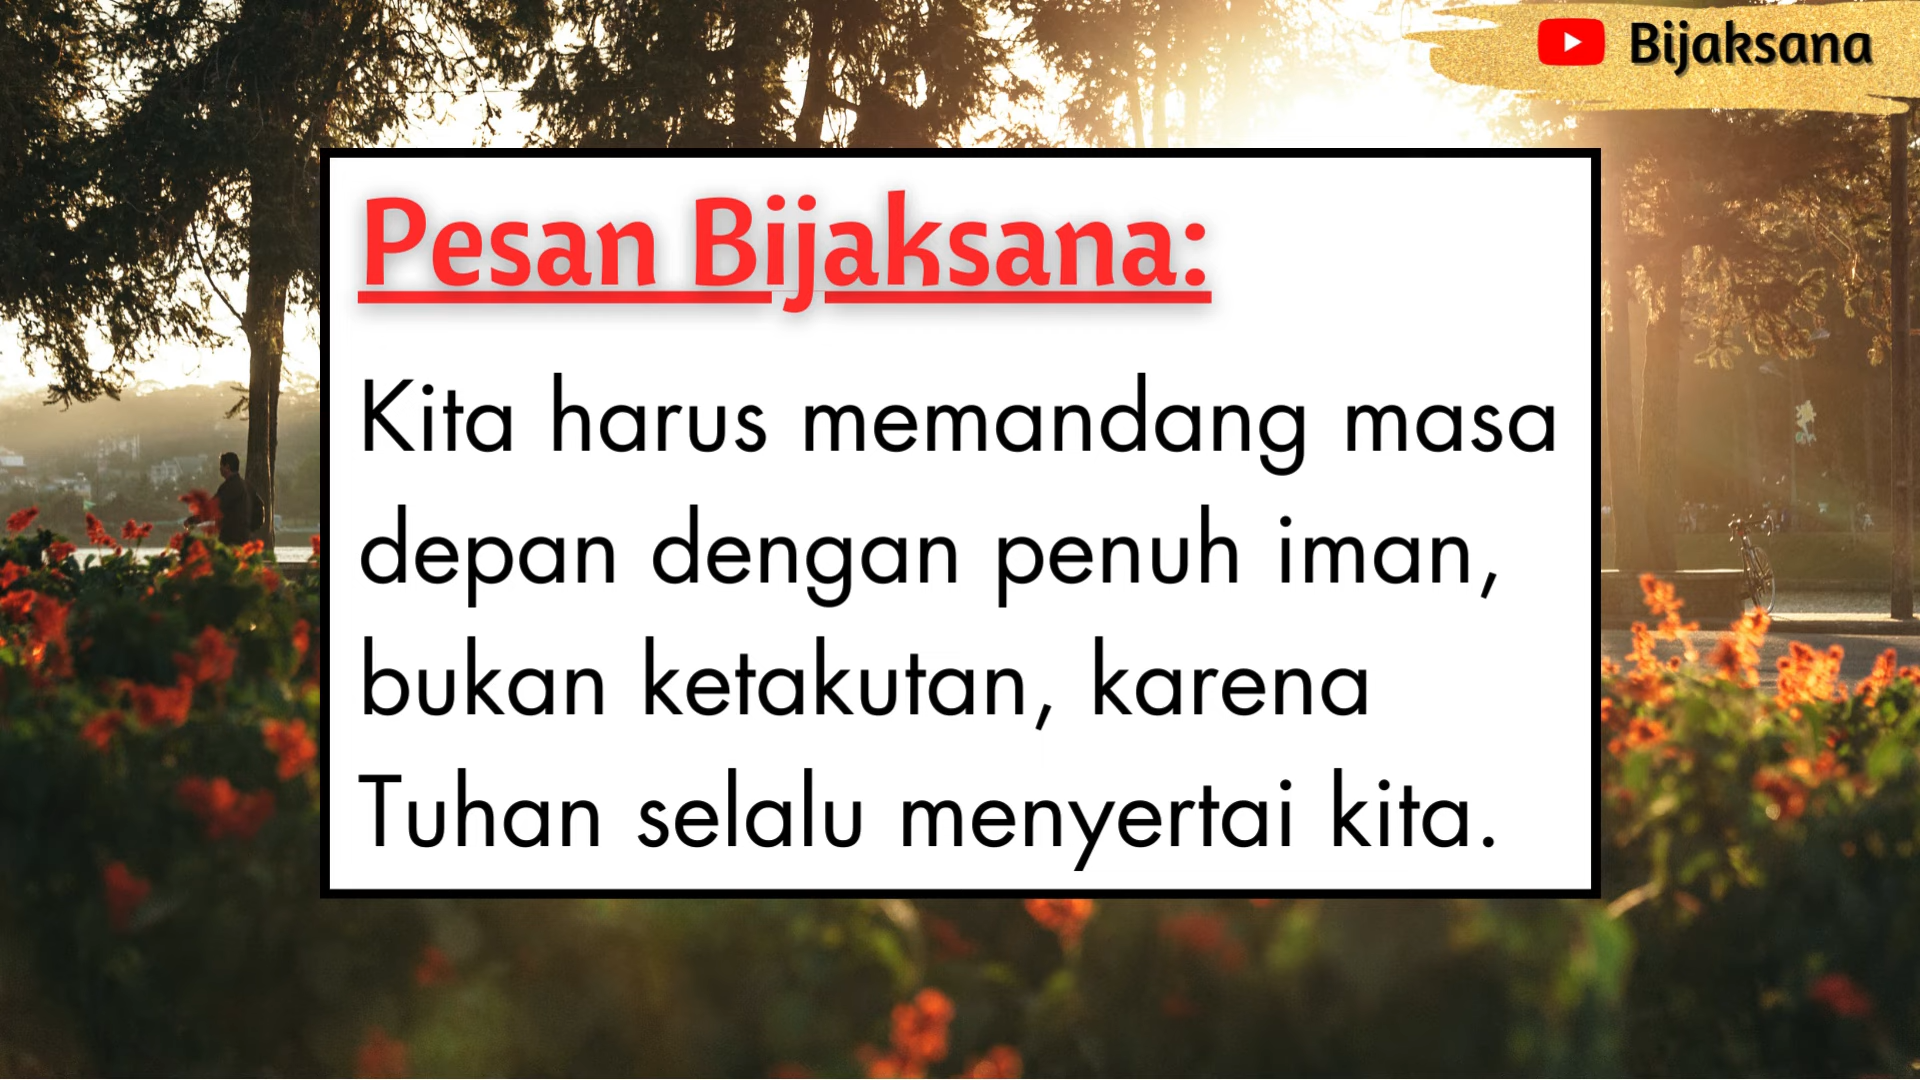 Bijaksana
Pesan Bijaksana:
Kita harus memandang masa
depan dengan penuh iman,
bukan ketakutan, karena
Tuhan selalu menyertai kita.